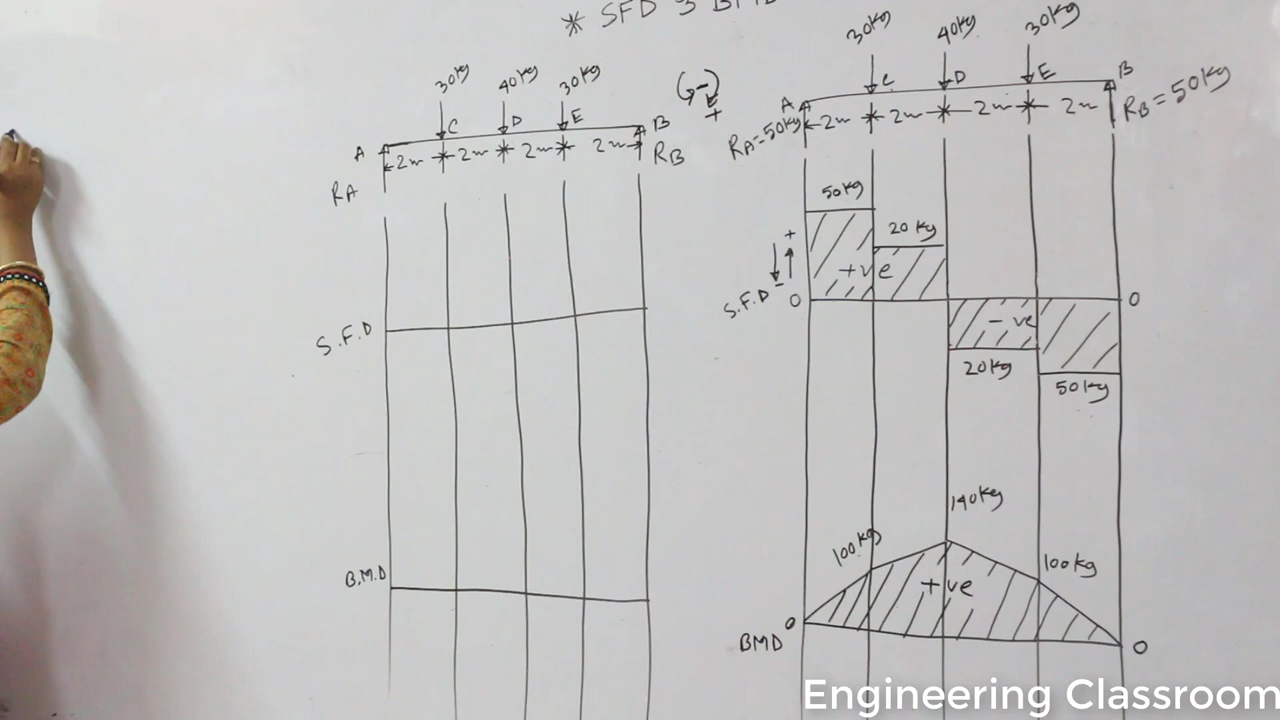 * SFD & BMD
30kg 40kg 30kg
A C D E B
2m 2m 2m 2m
RA RB
S.F.D
B.M.D
- +
30kg 40kg 30kg
A C D E B
RA=50kg 2m 2m 2m 2m RB=50kg
50kg
20kg
+
-
+ve
S.F.D 0 0
-ve
20kg
50kg
140kg
100kg 100kg
+ve
0
BMD 0
Engineering Classroom